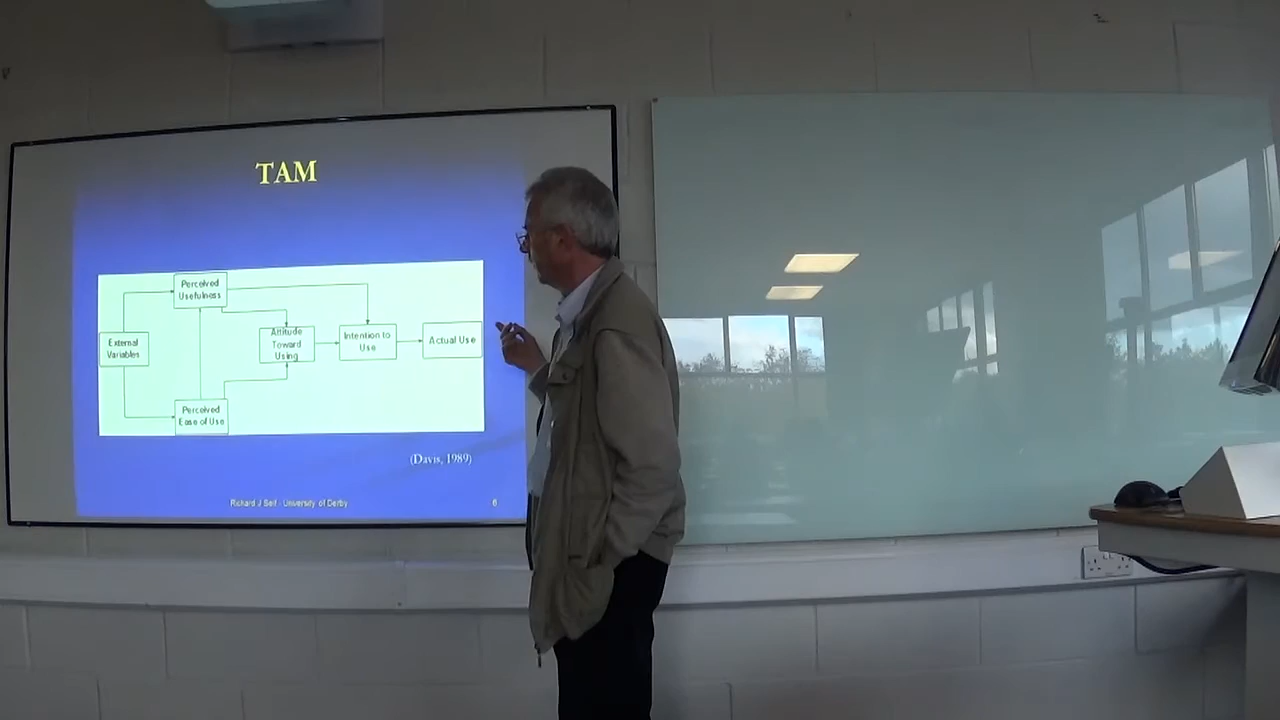 TAM
Perceived
Usefulness
External
Variables
Attitude
Toward
Using
Intention to
Use
Actual Use
Perceived
Ease of Use
(Davis, 1989)
Richard J Self - University of Derby
6